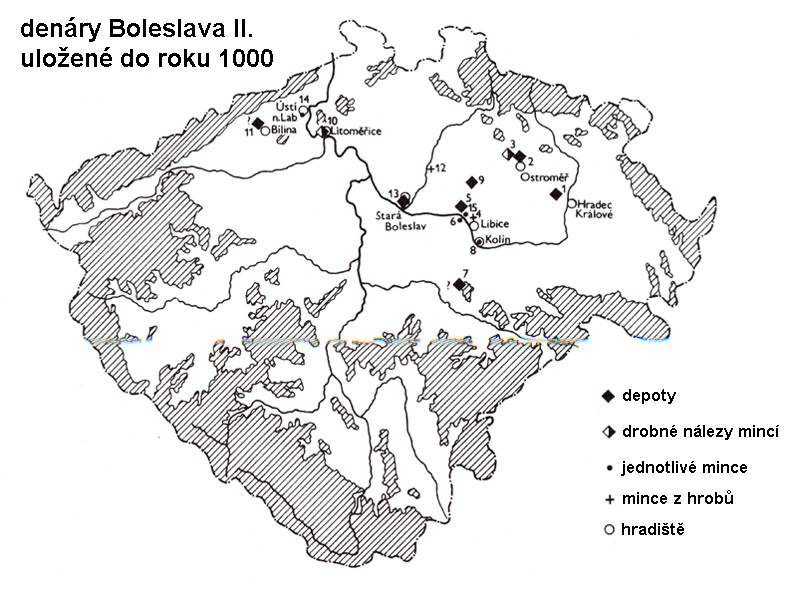 denáry Boleslava II.
uložené do roku 1000
14
Ústí
n.Lab
?
11
Bílina
10
Litoměřice
12
3
2
Ostroměř
9
1
Hradec
Králové
13
Stará
Boleslav
5
15
4
6
Libice
8
Kolín
7
?
depoty
drobné nálezy mincí
jednotlivé mince
mince z hrobů
hradiště